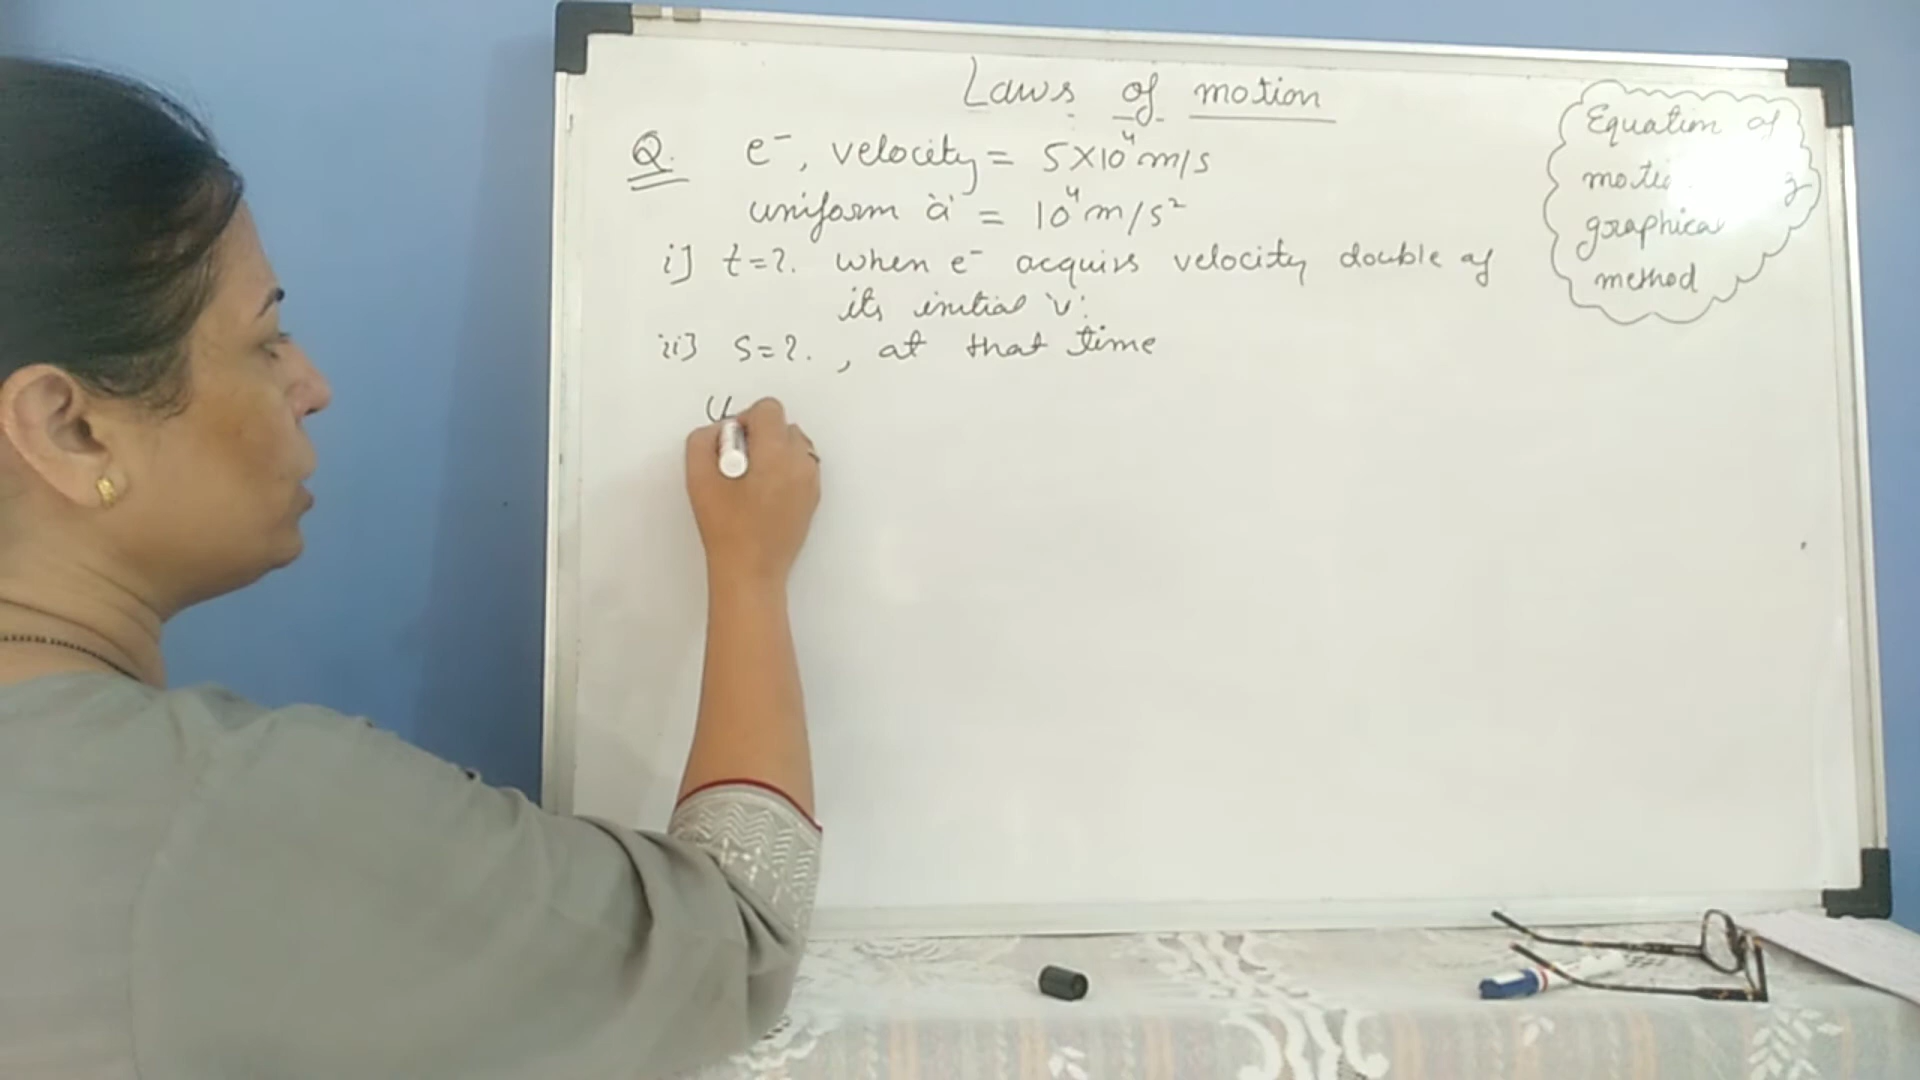 Laws of motion
Q. e⁻, velocity = 5×10⁴ m/s
uniform 'a' = 10⁴ m/s²
i] t=?. when e⁻ acquires velocity double of
its initial 'v'.
ii] s=?. , at that time
u
Equation of
graphical
method